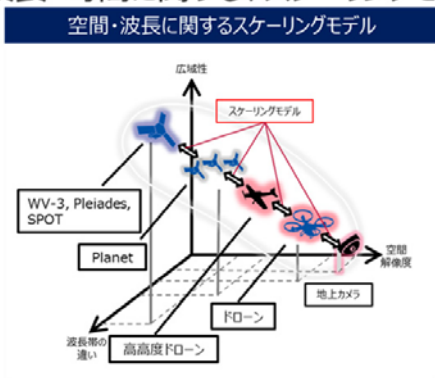 空間・波長に関するスケーリングモデル
広域性
スケーリングモデル
WV-3, Pleiades,
SPOT
Planet
空間
解像度
地上カメラ
ドローン
波長帯の
違い
高高度ドローン